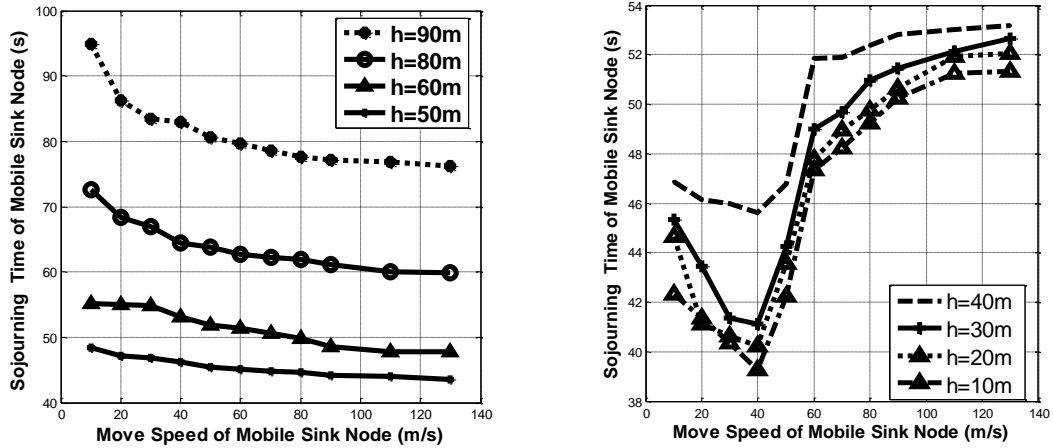 100
90
80
70
60
50
40
0
20
40
60
80
100
120
140
Sojourning Time of Mobile Sink Node (s)
Move Speed of Mobile Sink Node (m/s)
h=90m
h=80m
h=60m
h=50m
54
52
50
48
46
44
42
40
38
0
20
40
60
80
100
120
140
Sojourning Time of Mobile Sink Node (s)
Move Speed of Mobile Sink Node (m/s)
h=40m
h=30m
h=20m
h=10m